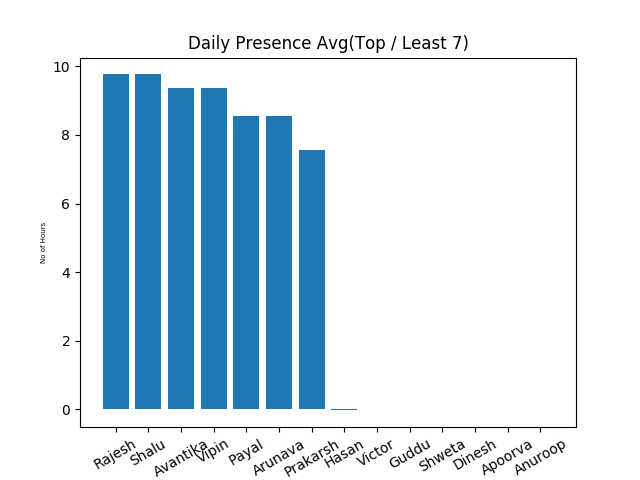 Daily Presence Avg(Top / Least 7)
10
8
6
4
2
0
No of Hours
Rajesh
Shalu
Avantika
Vipin
Payal
Arunava
Prakarsh
Hasan
Victor
Guddu
Shweta
Dinesh
Apoorva
Anuroop